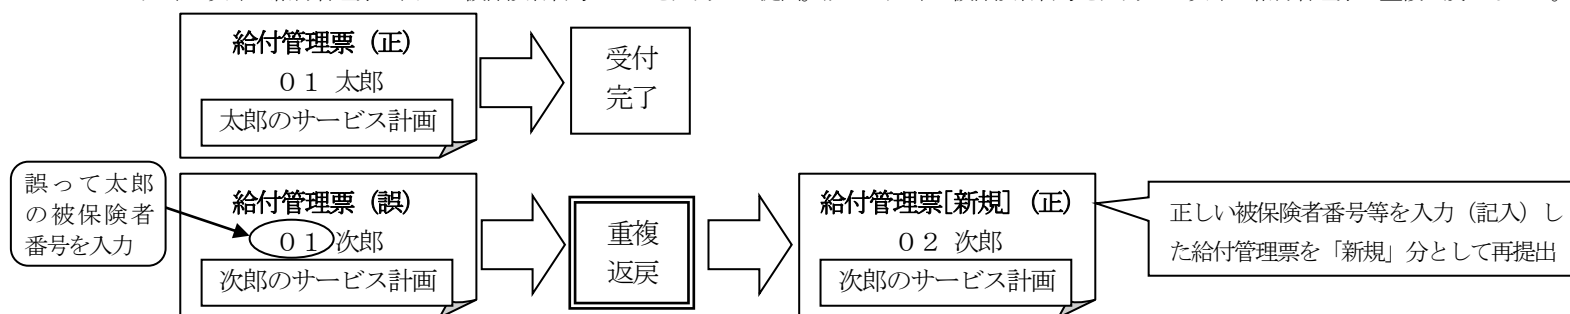 給付管理票（正）
０１ 太郎
太郎のサービス計画
受付
完了
誤って太郎
の被保険者
番号を入力
給付管理票（誤）
０１ 次郎
次郎のサービス計画
重複
返戻
給付管理票[新規]（正）
０２ 次郎
次郎のサービス計画
正しい被保険者番号等を入力（記入）し
た給付管理票を「新規」分として再提出